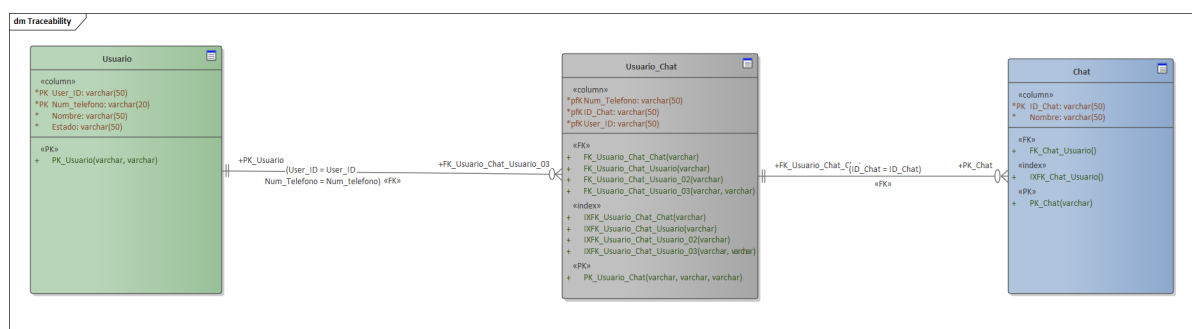 dm Traceability
Usuario
«column»
*PK User_ID: varchar(50)
*PK Num_telefono: varchar(20)
* Nombre: varchar(50)
* Estado: varchar(50)
«PK»
+ PK_Usuario(varchar, varchar)
+PK_Usuario
(User_ID = User_ID
Num_Telefono = Num_telefono)
«FK»
+FK_Usuario_Chat_Usuario_03
Usuario_Chat
«column»
*pfK Num_Telefono: varchar(50)
*pfK ID_Chat: varchar(50)
*pfK User_ID: varchar(50)
«FK»
+ FK_Usuario_Chat_Chat(varchar)
+ FK_Usuario_Chat_Usuario(varchar)
+ FK_Usuario_Chat_Usuario_02(varchar)
+ FK_Usuario_Chat_Usuario_03(varchar, varchar)
«index»
+ IXFK_Usuario_Chat_Chat(varchar)
+ IXFK_Usuario_Chat_Usuario(varchar)
+ IXFK_Usuario_Chat_Usuario_02(varchar)
+ IXFK_Usuario_Chat_Usuario_03(varchar,
«PK»
+ PK_Usuario_Chat(varchar, varchar, varchar)
(ID_Chat = ID_Chat)
«FK»
+PK_Chat
Chat
«column»
*PK ID_Chat: varchar(50)
* Nombre: varchar(50)
«FK»
+ FK_Chat_Usuario()
«index»
+ IXFK_Chat_Usuario()
«PK»
+ PK_Chat(varchar)